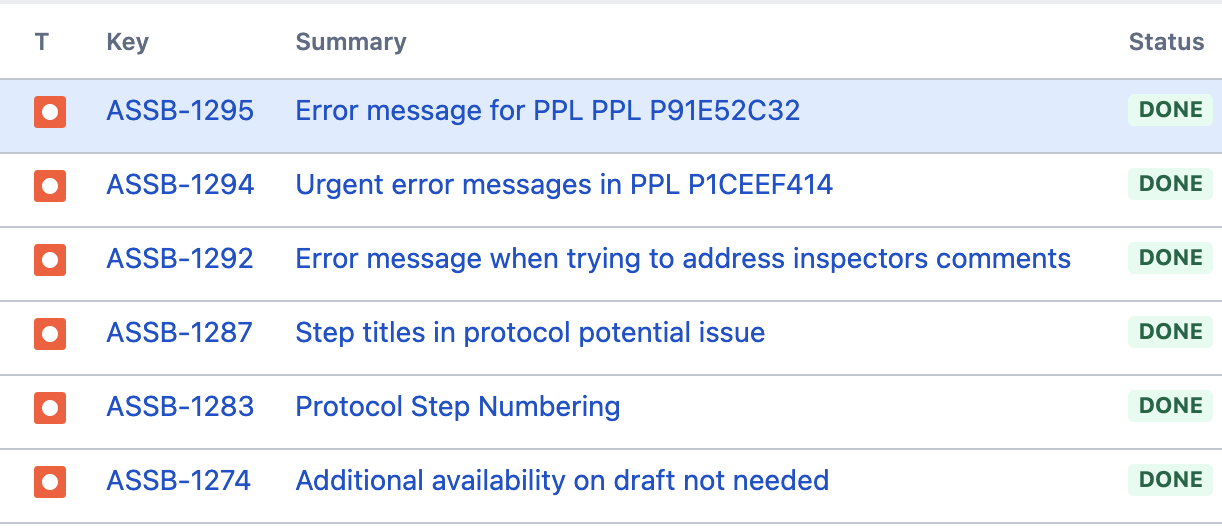 T Key Summary Status
ASSB-1295 Error message for PPL PPL P91E52C32 DONE
ASSB-1294 Urgent error messages in PPL P1CEEF414 DONE
ASSB-1292 Error message when trying to address inspectors comments DONE
ASSB-1287 Step titles in protocol potential issue DONE
ASSB-1283 Protocol Step Numbering DONE
ASSB-1274 Additional availability on draft not needed DONE